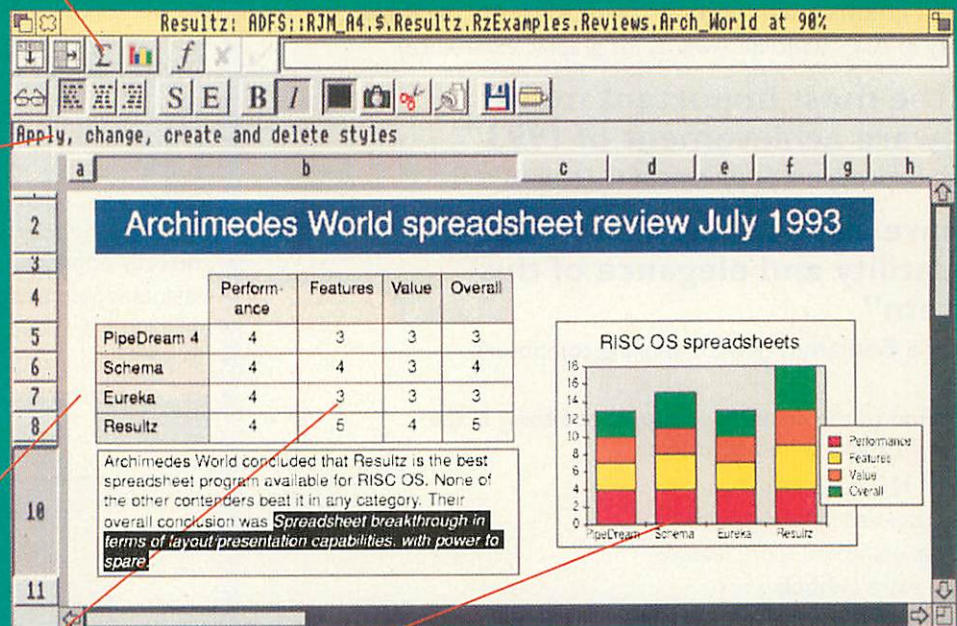 Resultz: ADFS::RJM_A4.$.Resultz.RzExamples.Reviews.Arch_World at 90%
Σ f
S E B I
Apply, change, create and delete styles
a b c d e f g h
2 Archimedes World spreadsheet review July 1993
3
4 Perform-ance Features Value Overall
5 PipeDream 4 4 3 3 3
6 Schema 4 4 3 4
7 Eureka 4 3 3 3
8 Resultz 4 5 4 5
RISC OS spreadsheets
16
14
12
10
8
6
4
2
0
PipeDream Schema Eureka Resultz
Performance
Features
Value
Overall
10
Archimedes World concluded that Resultz is the best
spreadsheet program available for RISC OS. None of
the other contenders beat it in any category. Their
overall conclusion was Spreadsheet breakthrough in
terms of layout/presentation capabilities, with power to
spare.
11